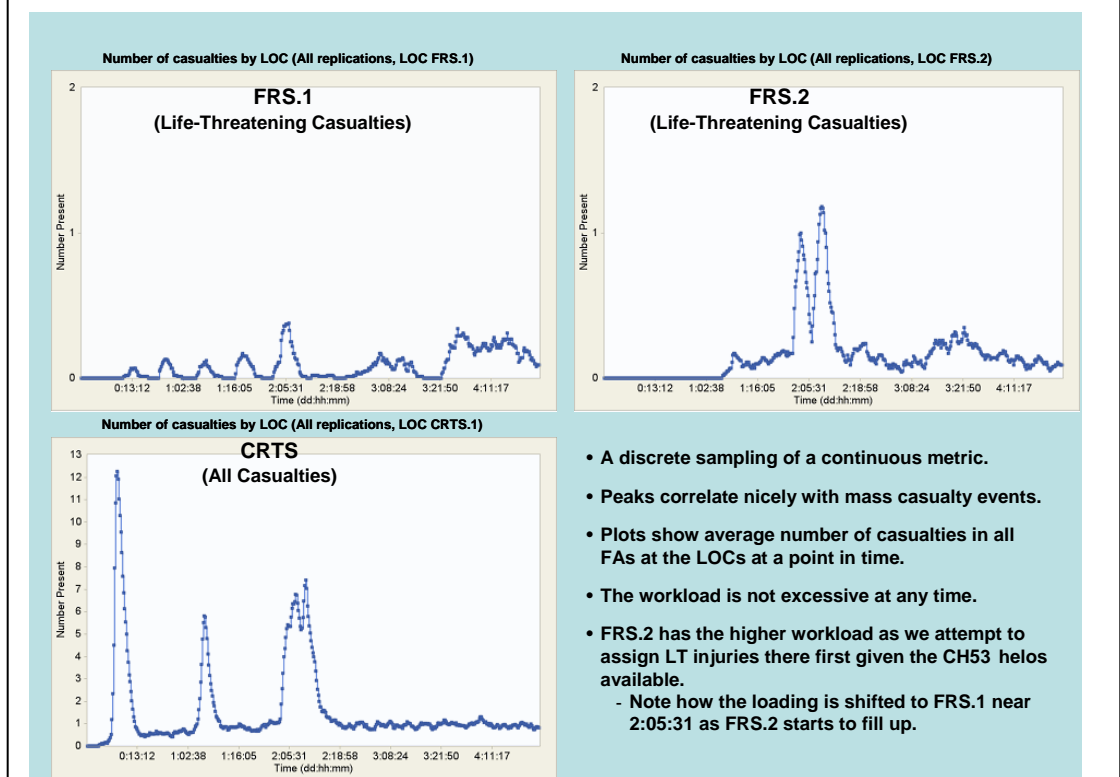 Number of casualties by LOC (All replications, LOC FRS.1)
FRS.1
(Life-Threatening Casualties)
2
1
0
Number Present
0:13:12 1:02:38 1:16:05 2:05:31 2:18:58 3:08:24 3:21:50 4:11:17
Time (dd:hh:mm)
Number of casualties by LOC (All replications, LOC FRS.2)
FRS.2
(Life-Threatening Casualties)
2
1
0
Number Present
0:13:12 1:02:38 1:16:05 2:05:31 2:18:58 3:08:24 3:21:50 4:11:17
Time (dd:hh:mm)
Number of casualties by LOC (All replications, LOC CRTS.1)
CRTS
(All Casualties)
13
12
11
10
9
8
7
6
5
4
3
2
1
0
Number Present
0:13:12 1:02:38 1:16:05 2:05:31 2:18:58 3:08:24 3:21:50 4:11:17
Time (dd:hh:mm)
• A discrete sampling of a continuous metric.
• Peaks correlate nicely with mass casualty events.
• Plots show average number of casualties in all
FAs at the LOCs at a point in time.
• The workload is not excessive at any time.
• FRS.2 has the higher workload as we attempt to
assign LT injuries there first given the CH53 helos
available.
- Note how the loading is shifted to FRS.1 near
2:05:31 as FRS.2 starts to fill up.